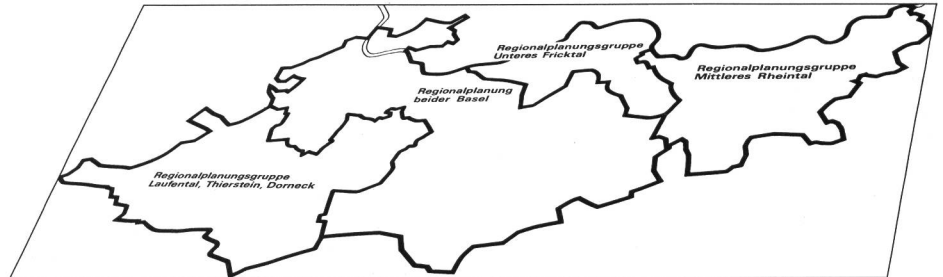 Regionalplanungsgruppe
Unteres Fricktal
Regionalplanungsgruppe
Mittleres Rheintal
Regionalplanung
beider Basel
Regionalplanungsgruppe
Laufental, Thierstein, Dorneck